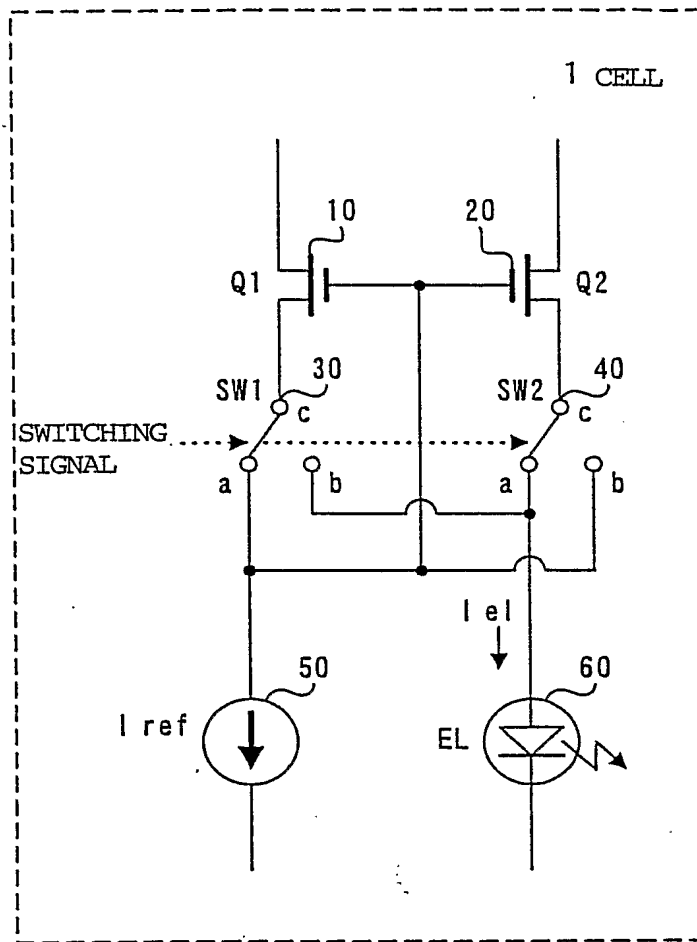 1 CELL
10
20
Q1
Q2
30
40
SW1
SW2
c
c
SWITCHING
SIGNAL
a
b
a
b
I el
50
60
I ref
EL